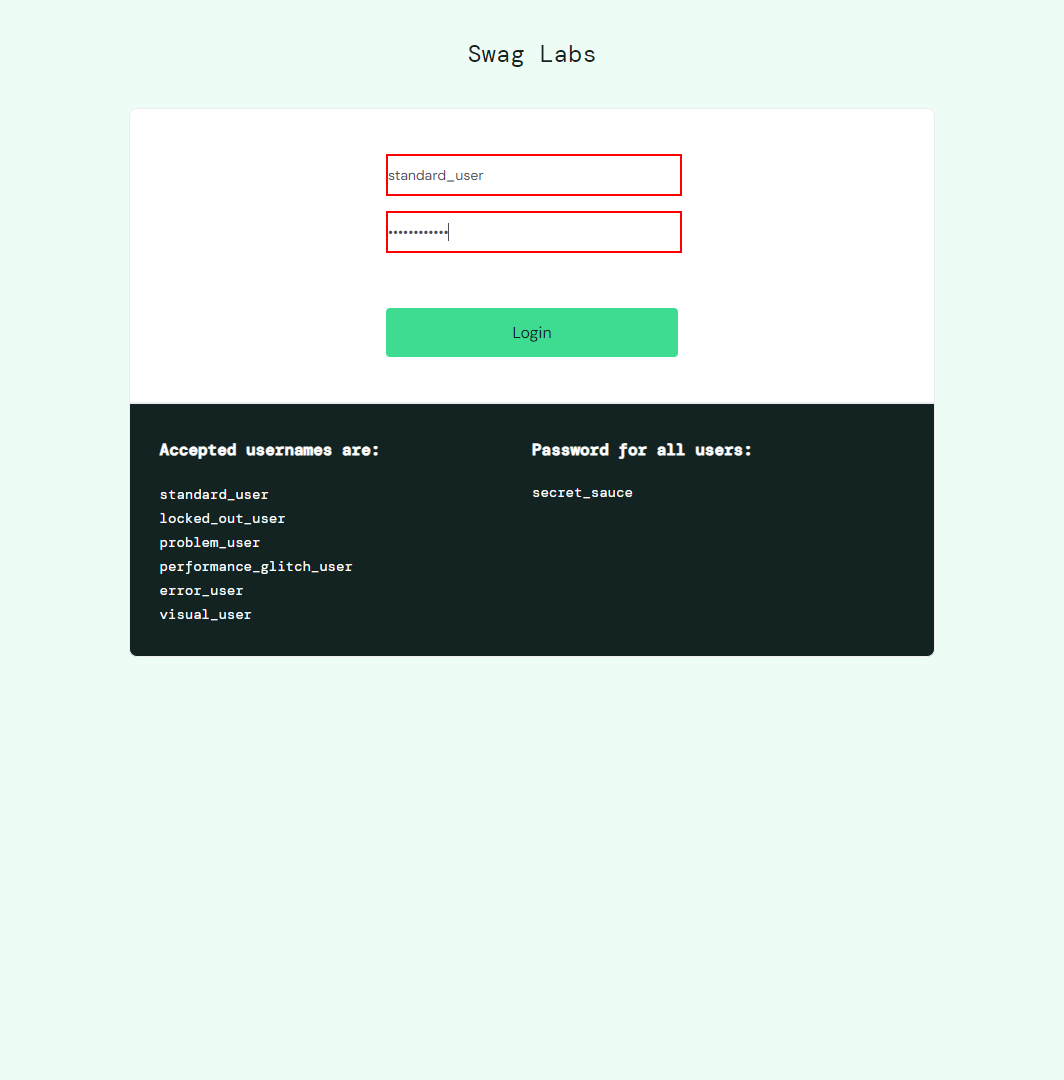 Swag Labs
standard_user
••••••••••••
Login
Accepted usernames are:
standard_user
locked_out_user
problem_user
performance_glitch_user
error_user
visual_user
Password for all users:
secret_sauce